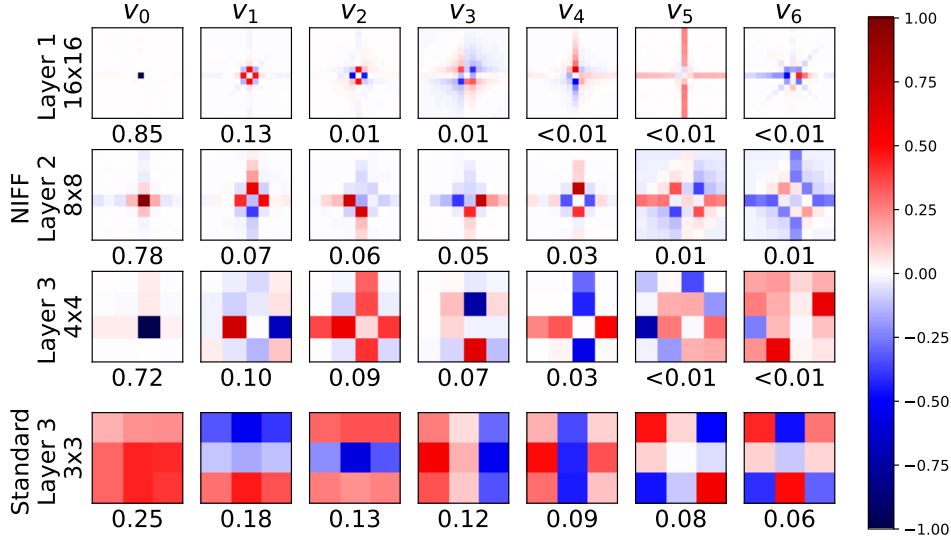 v0 v1 v2 v3 v4 v5 v6
Layer 1
16x16
0.85 0.13 0.01 0.01 <0.01 <0.01 <0.01
NIFF
Layer 2
8x8
0.78 0.07 0.06 0.05 0.03 0.01 0.01
Layer 3
4x4
0.72 0.10 0.09 0.07 0.03 <0.01 <0.01
Standard
Layer 3
3x3
0.25 0.18 0.13 0.12 0.09 0.08 0.06
1.00
0.75
0.50
0.25
0.00
−0.25
−0.50
−0.75
−1.00